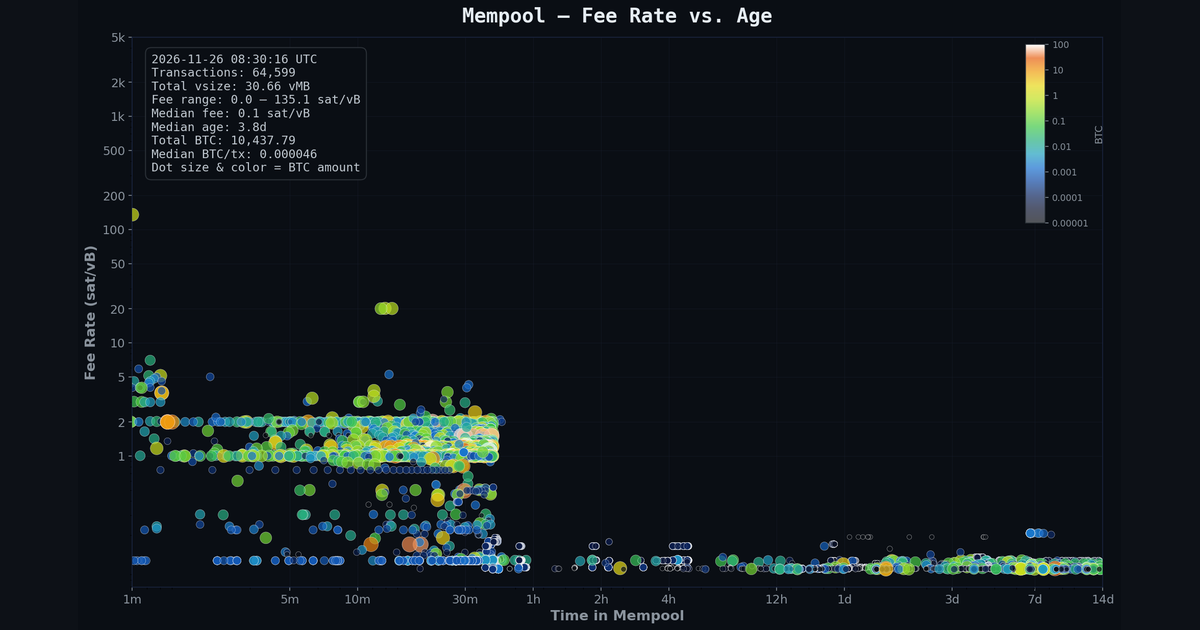 Mempool — Fee Rate vs. Age
5k
2k
1k
500
200
100
50
20
10
5
2
1
Fee Rate (sat/vB)
2026-11-26 08:30:16 UTC
Transactions: 64,599
Total vsize: 30.66 vMB
Fee range: 0.0 – 135.1 sat/vB
Median fee: 0.1 sat/vB
Median age: 3.8d
Total BTC: 10,437.79
Median BTC/tx: 0.000046
Dot size & color = BTC amount
100
10
1
0.1
0.01
0.001
0.0001
0.00001
BTC
1m
5m
10m
30m
1h
2h
4h
12h
1d
3d
7d
14d
Time in Mempool